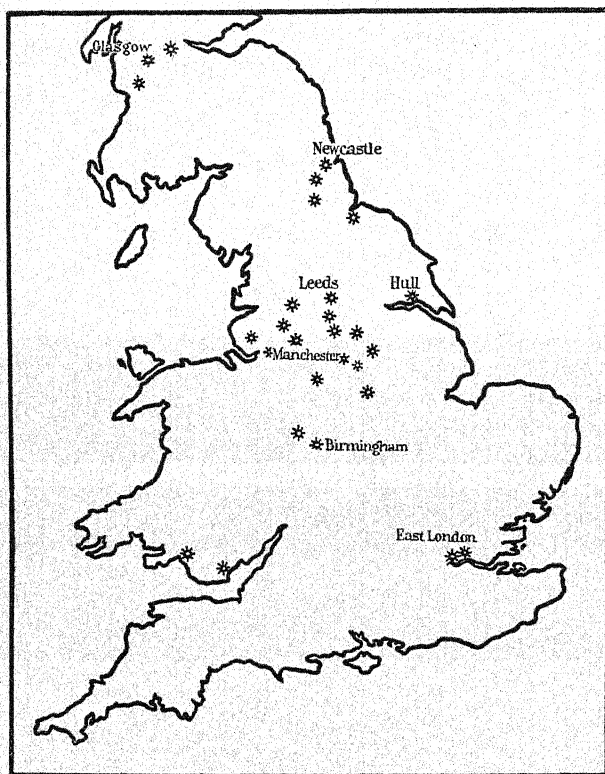 Glasgow
Newcastle
Leeds
Hull
Manchester
Birmingham
East London